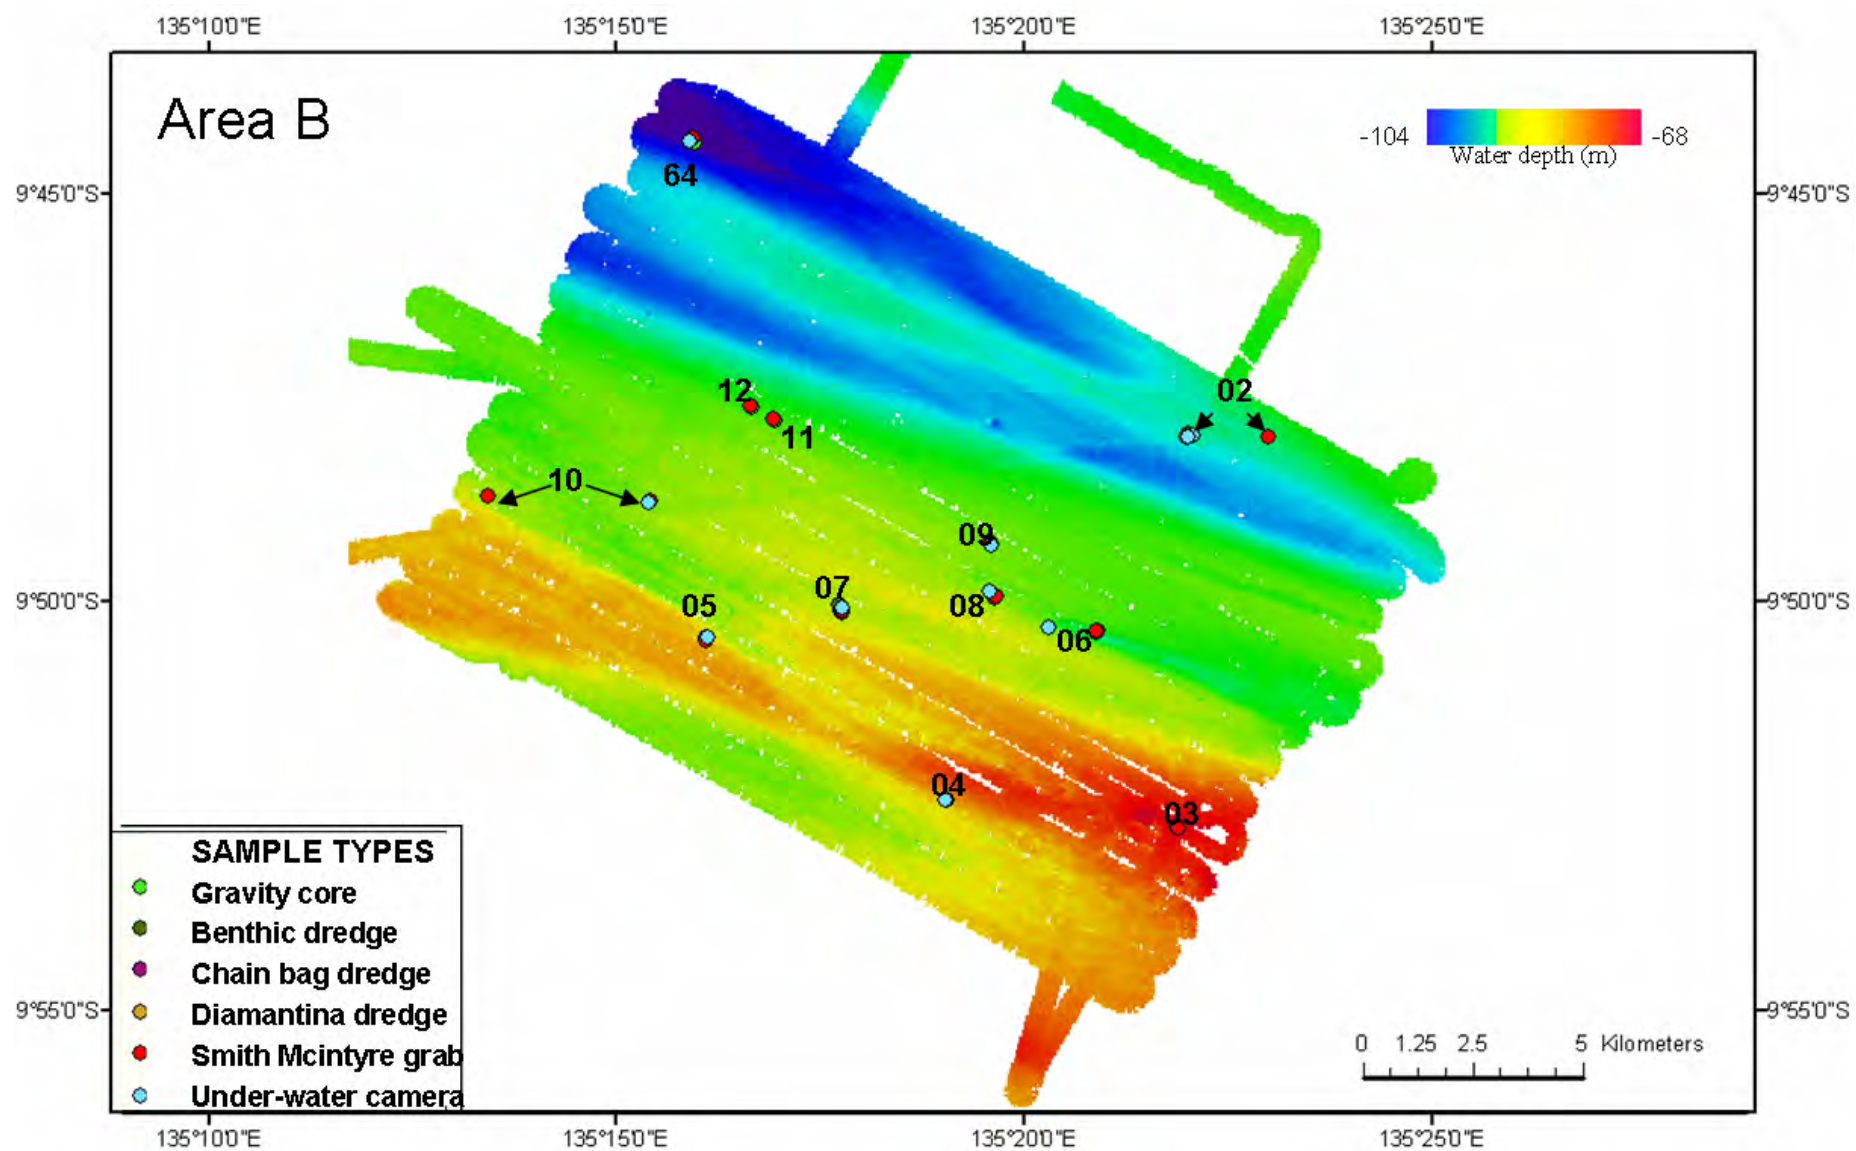 135°10'0"E 135°15'0"E 135°20'0"E 135°25'0"E
Area B
-104 -68
Water depth (m)
64
9°45'0"S 9°45'0"S
12
02
11
10
09
07
05
08
9°50'0"S 9°50'0"S
06
04
03
SAMPLE TYPES
Gravity core
Benthic dredge
Chain bag dredge
Diamantina dredge
Smith Mcintyre grab
Under-water camera
9°55'0"S 9°55'0"S
0 1.25 2.5 5 Kilometers
135°10'0"E 135°15'0"E 135°20'0"E 135°25'0"E